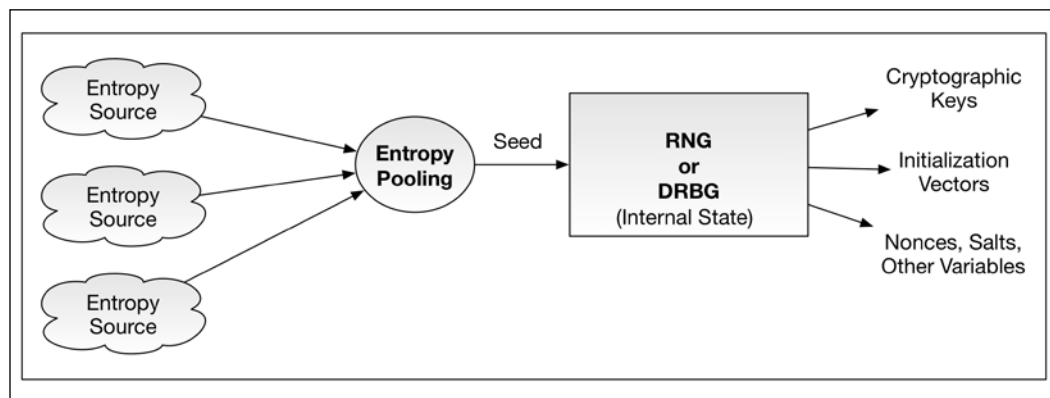 Entropy
Source
Entropy
Source
Entropy
Source
Entropy
Pooling
Seed
RNG
or
DRBG
(Internal State)
Cryptographic
Keys
Initialization
Vectors
Nonces, Salts,
Other Variables